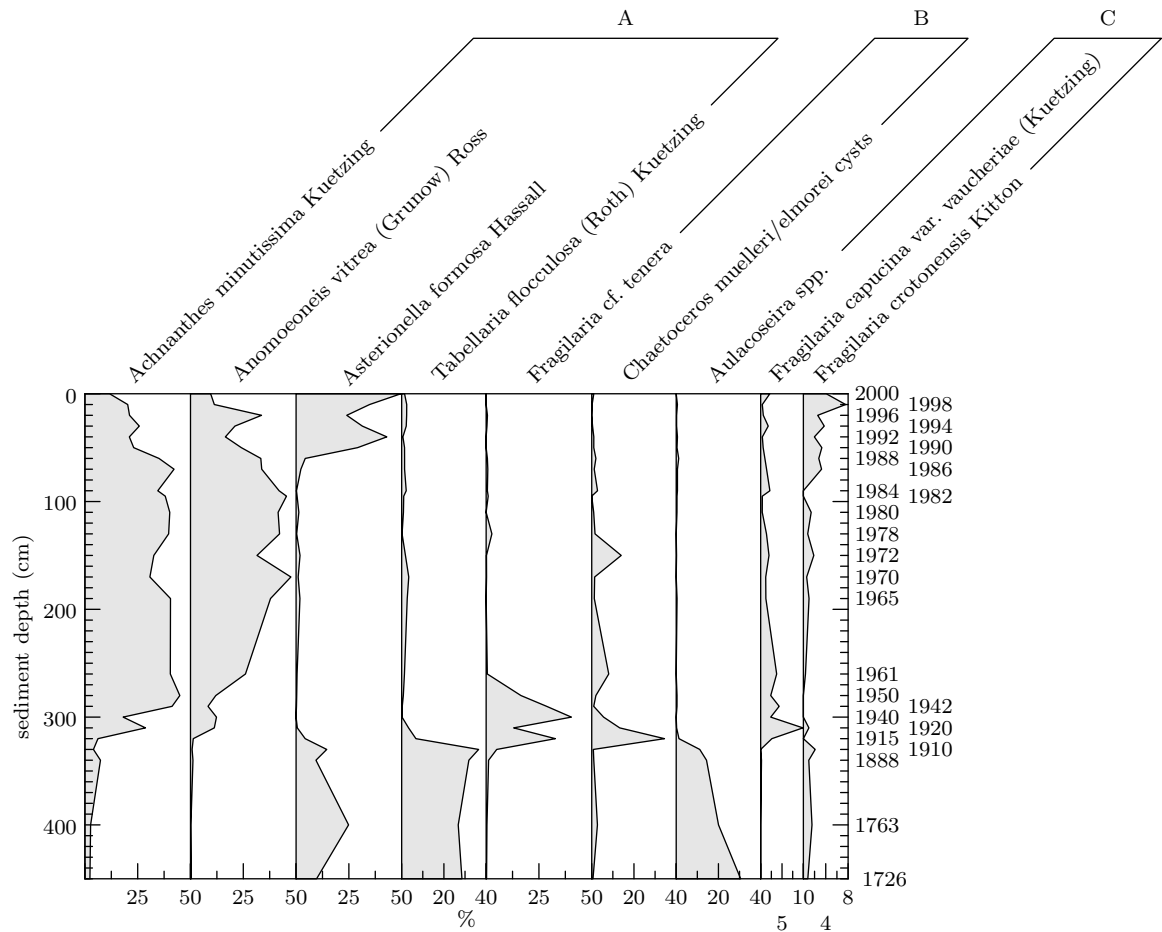 A
B
C
Achnanthes minutissima Kuetzing
Anomoeoneis vitrea (Grunow) Ross
Asterionella formosa Hassall
Tabellaria flocculosa (Roth) Kuetzing
Fragilaria cf. tenera
Chaetoceros muelleri/elmorei cysts
Aulacoseira spp.
Fragilaria capucina var. vaucheriae (Kuetzing)
Fragilaria crotonensis Kitton
sediment depth (cm)
0
100
200
300
400
2000
1998
1996
1994
1992
1990
1988
1986
1984
1982
1980
1978
1972
1970
1965
1961
1950
1942
1940
1920
1915
1910
1888
1763
1726
25 50 25 50 25 50 20 40 25 50 20 40 20 40 10 8
% 5 4